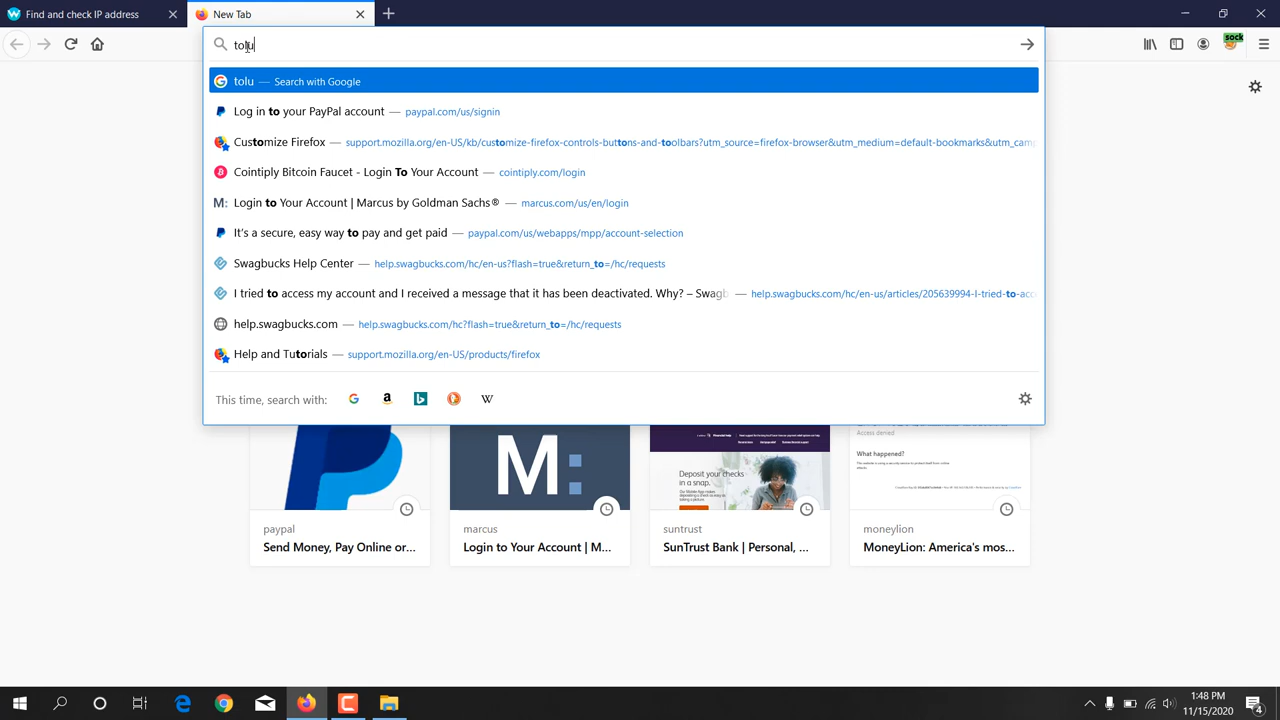 Find and check IP address
New Tab
tolu
sock
tolu — Search with Google
Log in to your PayPal account — paypal.com/us/signin
Customize Firefox — support.mozilla.org/en-US/kb/customize-firefox-controls-buttons-and-toolbars?utm_source=firefox-browser&utm_medium=default-bookmarks&utm_cam
Cointiply Bitcoin Faucet - Login To Your Account — cointiply.com/login
M: Login to Your Account | Marcus by Goldman Sachs® — marcus.com/us/en/login
It's a secure, easy way to pay and get paid — paypal.com/us/webapps/mpp/account-selection
Swagbucks Help Center — help.swagbucks.com/hc/en-us?flash=true&return_to=/hc/requests
I tried to access my account and I received a message that it has been deactivated. Why? – Swagb — help.swagbucks.com/hc/en-us/articles/205639994-I-tried-to-acc
help.swagbucks.com — help.swagbucks.com/hc?flash=true&return_to=/hc/requests
Help and Tutorials — support.mozilla.org/en-US/products/firefox
This time, search with:
M:
Deposit your checks
in a snap.
Access denied
What happened?
paypal
Send Money, Pay Online or...
marcus
Login to Your Account | M...
suntrust
SunTrust Bank | Personal, ...
moneylion
MoneyLion: America's mos...
1:48 PM
11/15/2020
4